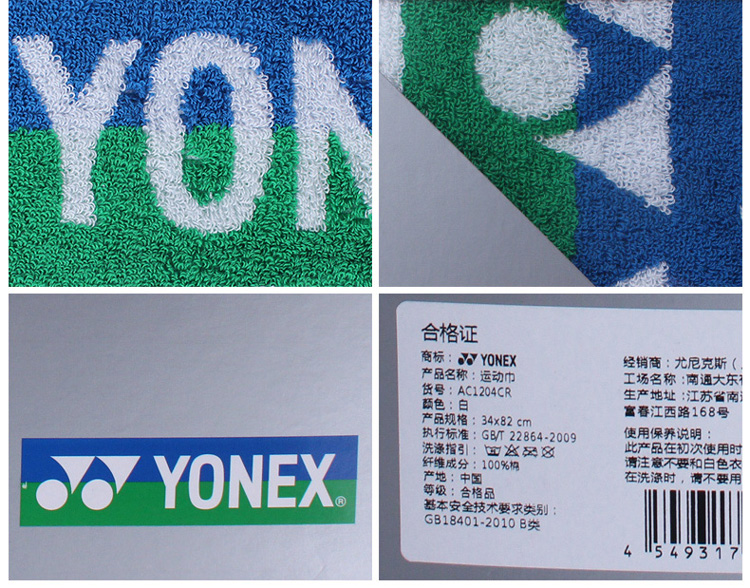 YON
YONEX®
合格证
商标: YONEX
产品名称: 运动巾
货号: AC1204CR
颜色: 白
产品规格: 34x82 cm
执行标准: GB/T 22864-2009
洗涤指引:
纤维成分: 100%棉
产地: 中国
等级: 合格品
基本安全技术要求类别:
GB18401-2010 B类
经销商: 尤尼克斯(
工场名称: 南通大东
生产地址: 江苏省南
富春江西路168号
使用保养说明:
此产品在初次使用时
请注意不要和白色衣
在洗涤时, 请不要用
4 549317